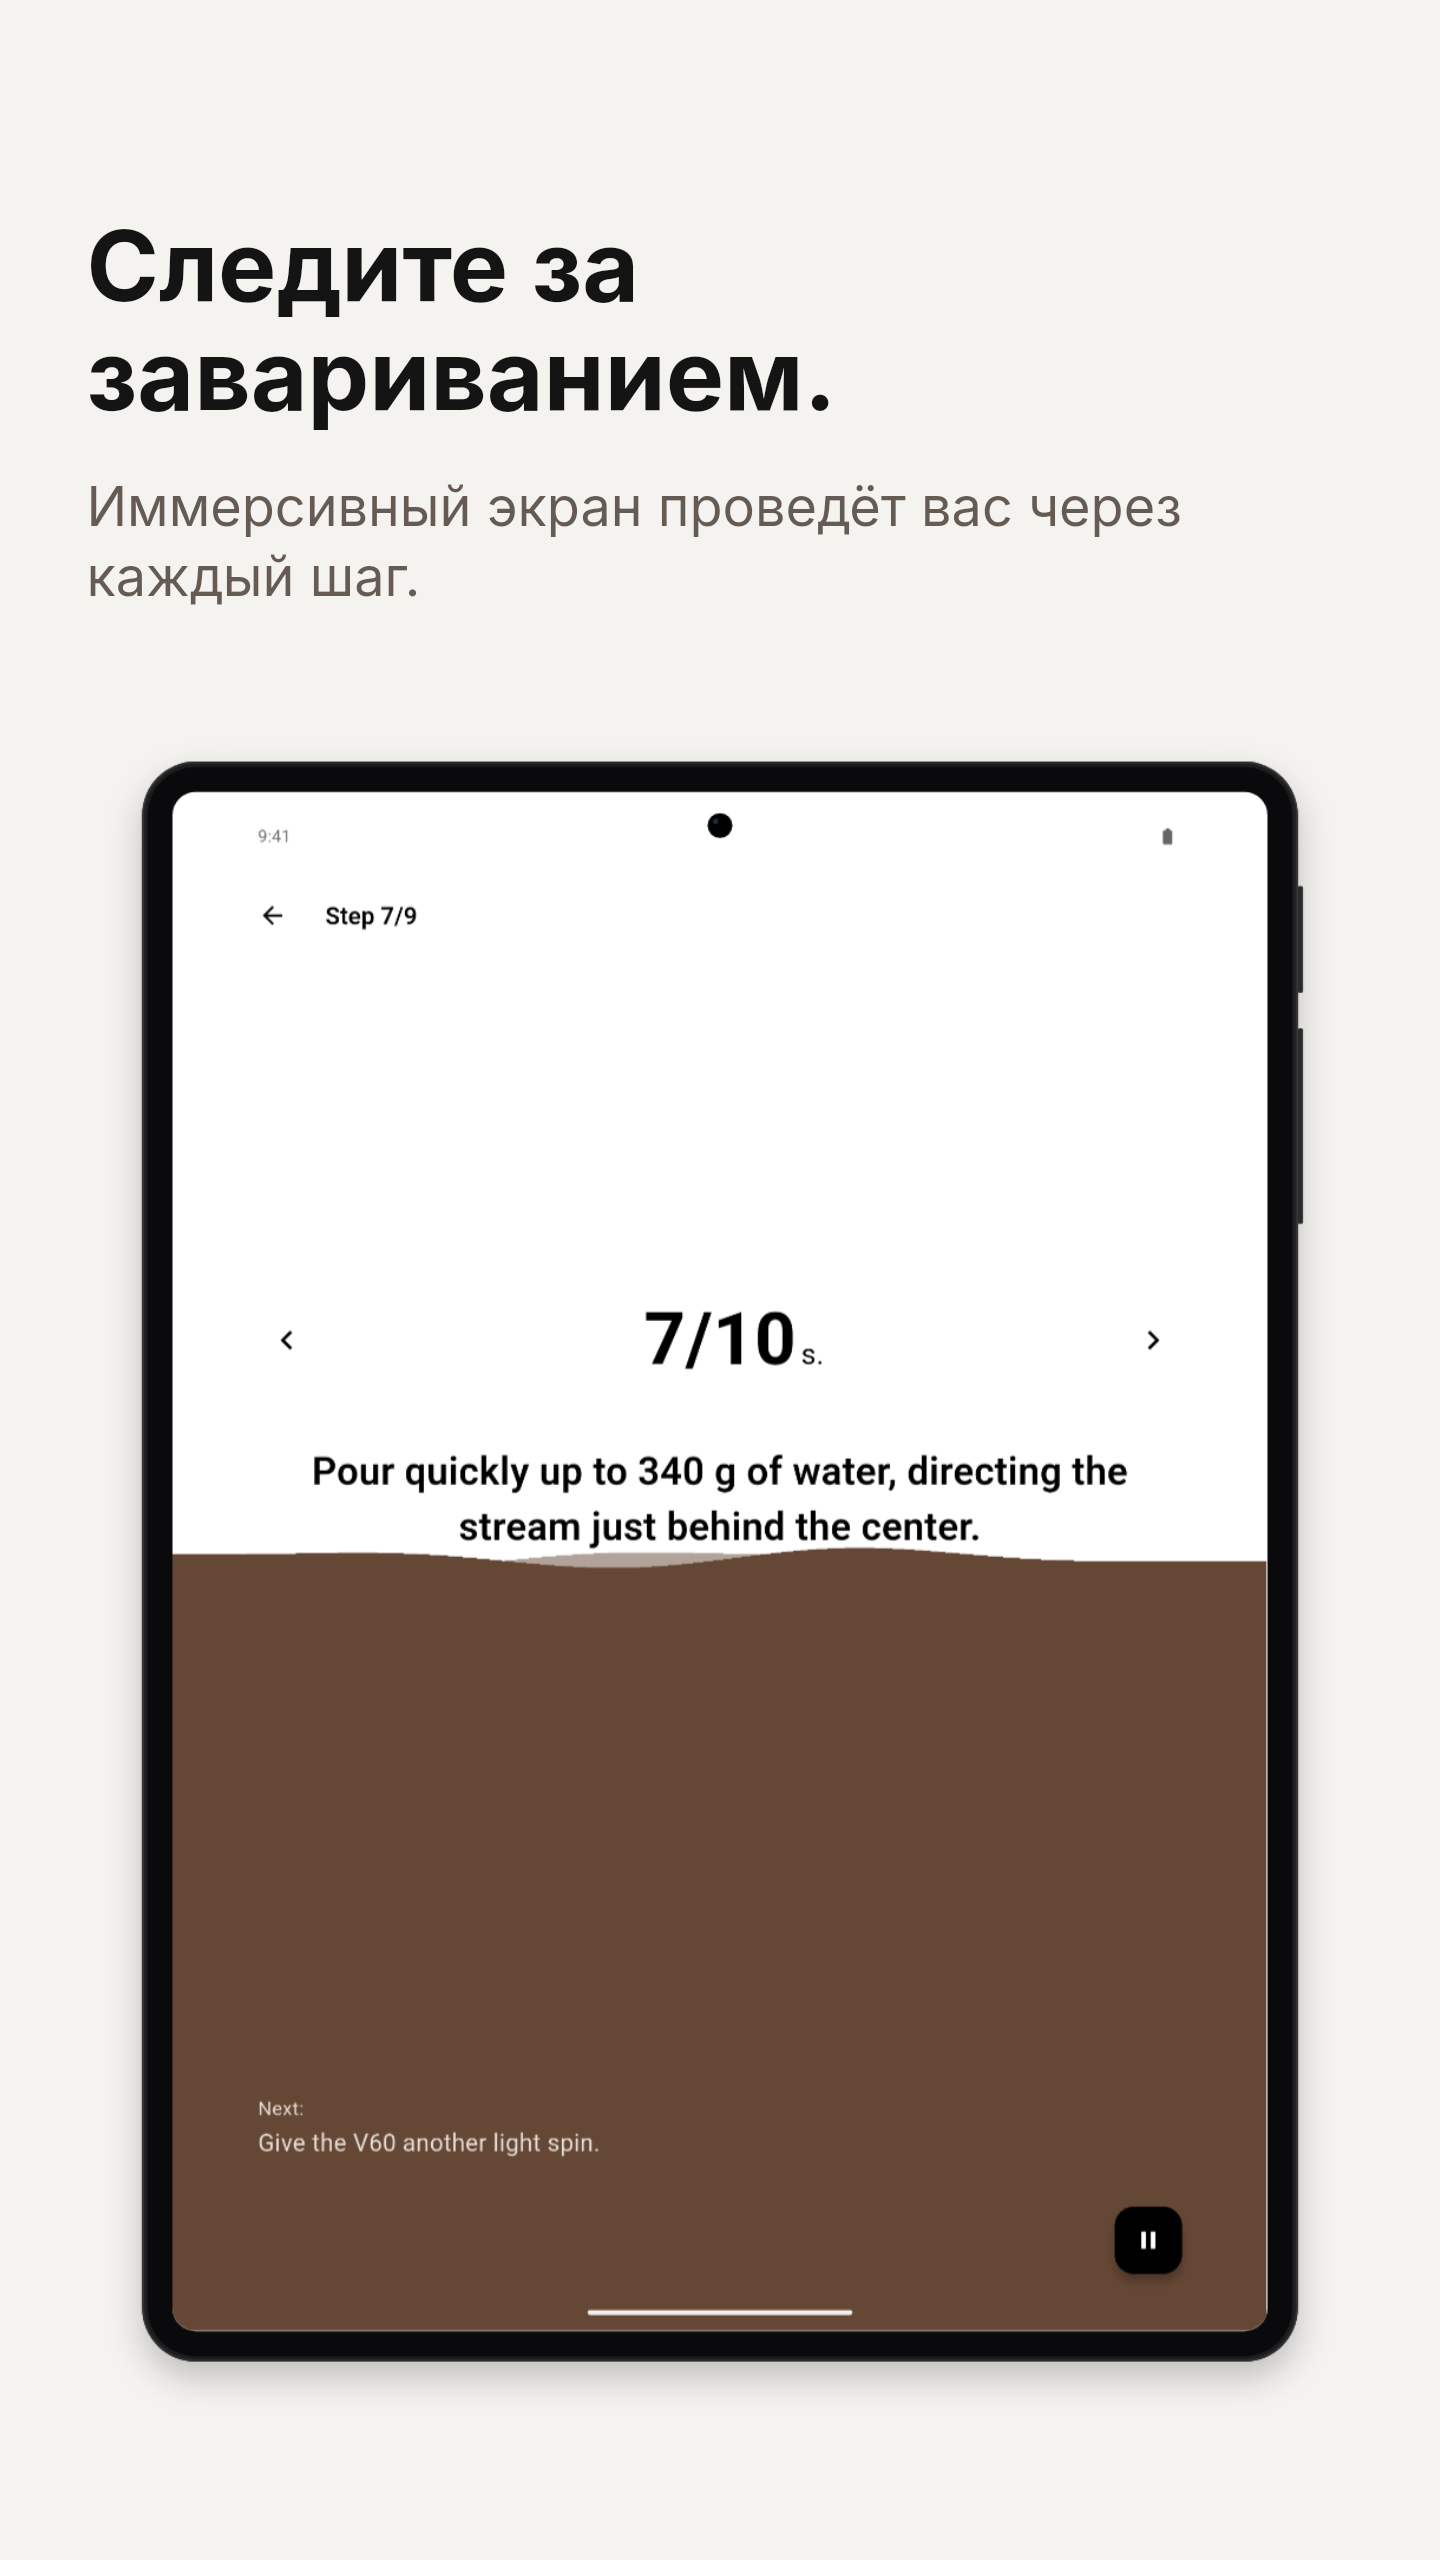 Следите за
завариванием.
Иммерсивный экран проведёт вас через
каждый шаг.
9:41
Step 7/9
7/10 s.
Pour quickly up to 340 g of water, directing the
stream just behind the center.
Next:
Give the V60 another light spin.